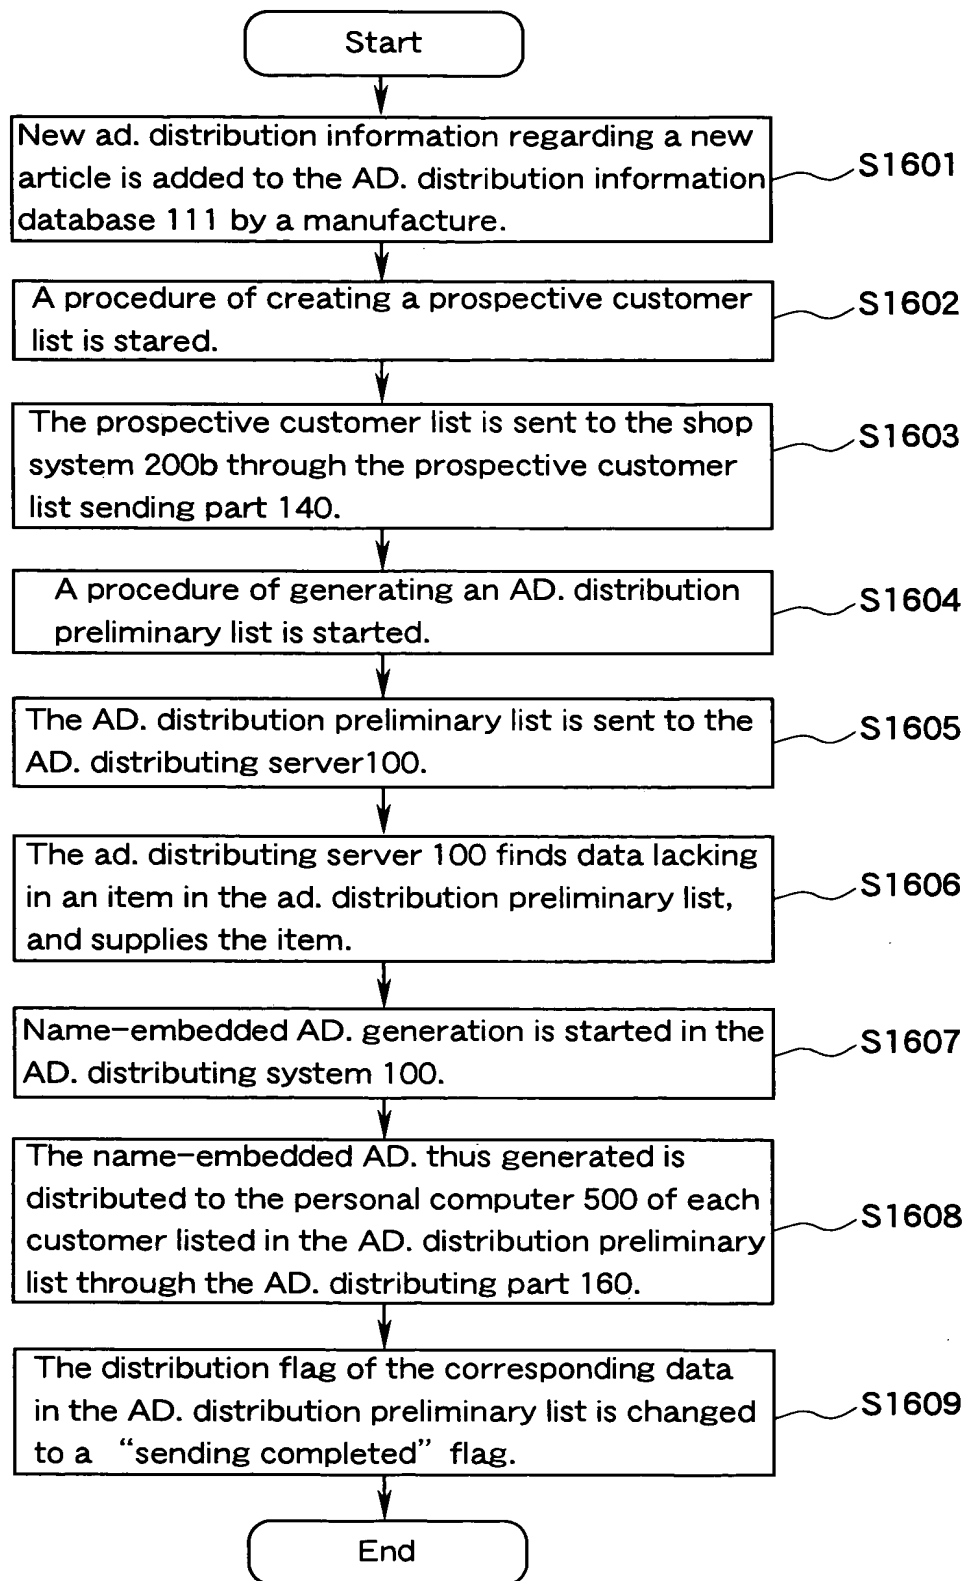 Start
New ad. distribution information regarding a new
article is added to the AD. distribution information
database 111 by a manufacture.
S1601
A procedure of creating a prospective customer
list is stared.
S1602
The prospective customer list is sent to the shop
system 200b through the prospective customer
list sending part 140.
S1603
A procedure of generating an AD. distribution
preliminary list is started.
S1604
The AD. distribution preliminary list is sent to the
AD. distributing server100.
S1605
The ad. distributing server 100 finds data lacking
in an item in the ad. distribution preliminary list,
and supplies the item.
S1606
Name-embedded AD. generation is started in the
AD. distributing system 100.
S1607
The name-embedded AD. thus generated is
distributed to the personal computer 500 of each
customer listed in the AD. distribution preliminary
list through the AD. distributing part 160.
S1608
The distribution flag of the corresponding data
in the AD. distribution preliminary list is changed
to a “sending completed” flag.
S1609
End